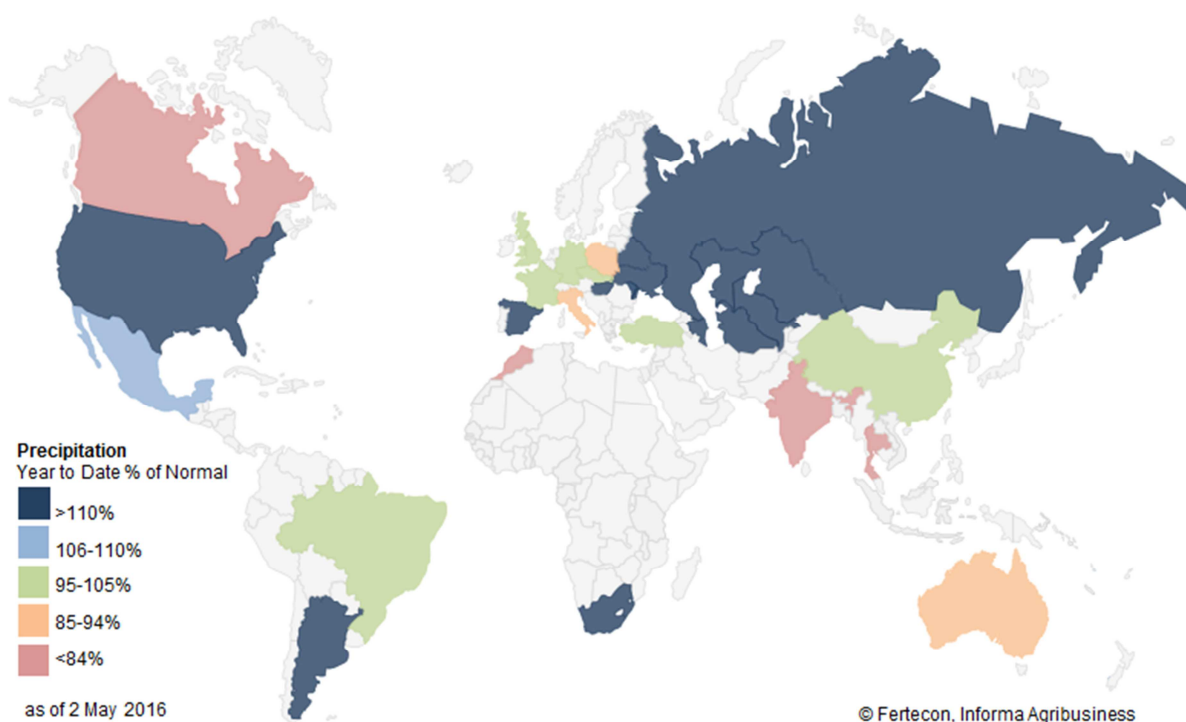 Precipitation
Year to Date % of Normal
>110%
106-110%
95-105%
85-94%
<84%
as of 2 May 2016
© Fertecon, Informa Agribusiness